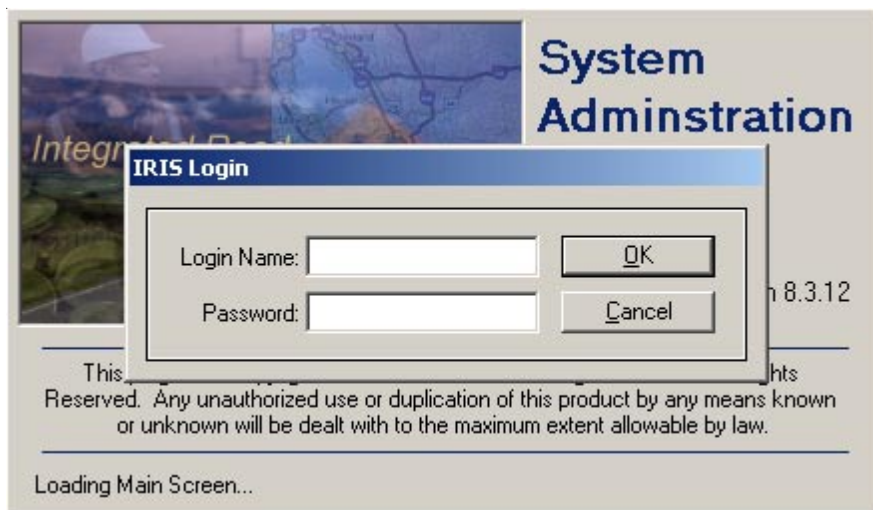 System
Adminstration
Integrated Road
IRIS Login
Login Name:
OK
Password:
Cancel
8.3.12
This
hts
Reserved. Any unauthorized use or duplication of this product by any means known
or unknown will be dealt with to the maximum extent allowable by law.
Loading Main Screen...